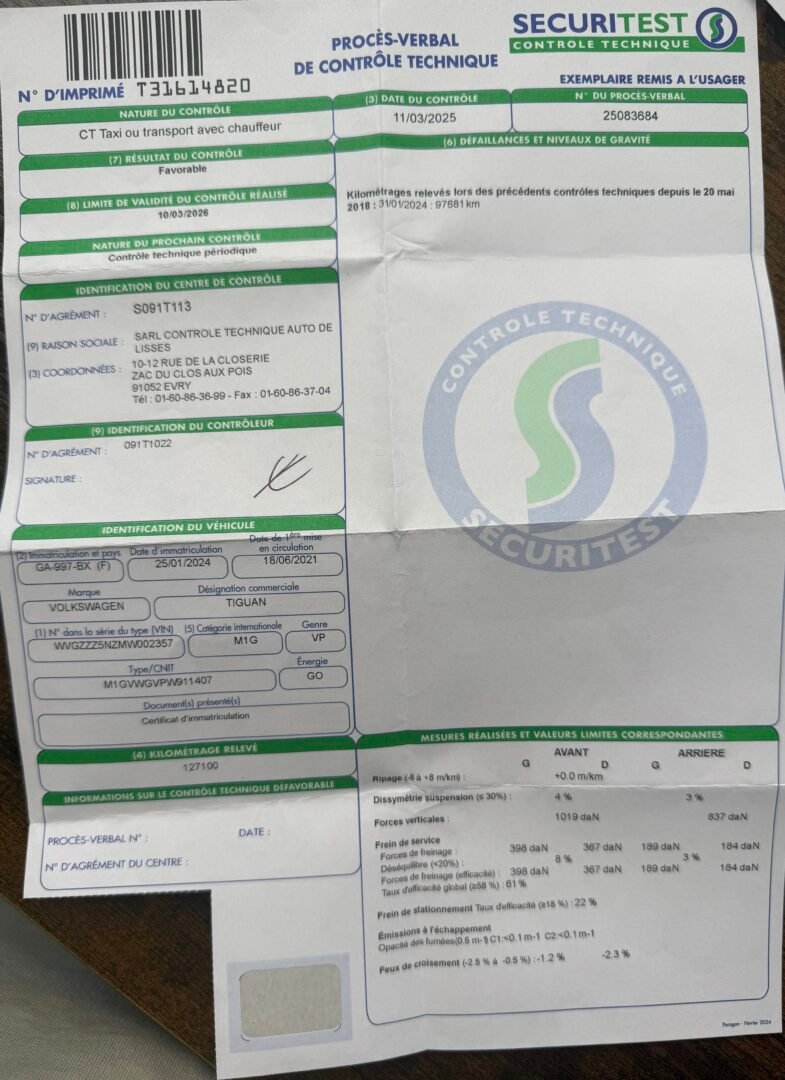 SECURITEST
CONTROLE TECHNIQUE
PROCÈS-VERBAL
DE CONTRÔLE TECHNIQUE
N° D'IMPRIMÉ T31614820
EXEMPLAIRE REMIS A L'USAGER
NATURE DU CONTRÔLE
CT Taxi ou transport avec chauffeur
(3) DATE DU CONTRÔLE
11/03/2025
N° DU PROCÈS-VERBAL
25083684
(7) RÉSULTAT DU CONTRÔLE
Favorable
(8) LIMITE DE VALIDITÉ DU CONTRÔLE RÉALISÉ
10/03/2026
NATURE DU PROCHAIN CONTRÔLE
Contrôle technique périodique
IDENTIFICATION DU CENTRE DE CONTRÔLE
N° D'AGRÉMENT : S091T113
(9) RAISON SOCIALE : SARL CONTROLE TECHNIQUE AUTO DE
LISSES
(3) COORDONNÉES : 10-12 RUE DE LA CLOSERIE
ZAC DU CLOS AUX POIS
91052 EVRY
Tél : 01-60-86-36-99 - Fax : 01-60-86-37-04
(9) IDENTIFICATION DU CONTRÔLEUR
N° D'AGRÉMENT : 091T1022
SIGNATURE :
IDENTIFICATION DU VÉHICULE
(2) Immatriculation et pays
GA-997-BX (F)
Date d'immatriculation
25/01/2024
Date de 1ère mise
en circulation
18/06/2021
Marque
VOLKSWAGEN
Désignation commerciale
TIGUAN
(1) N° dans la série du type (VIN)
WVGZZZ5NZMW002357
(5) Catégorie internationale
M1G
Genre
VP
Type/CNIT
M1GVWGVPW911407
Énergie
GO
Document(s) présenté(s)
Certificat d'immatriculation
(4) KILOMÉTRAGE RELEVÉ
127100
INFORMATIONS SUR LE CONTRÔLE TECHNIQUE DÉFAVORABLE
PROCÈS-VERBAL N° : DATE :
N° D'AGRÉMENT DU CENTRE :
(6) DÉFAILLANCES ET NIVEAUX DE GRAVITÉ
Kilométrages relevés lors des précédents contrôles techniques depuis le 20 mai
2018 : 31/01/2024 : 97681 km
CONTROLE TECHNIQUE
SECURITEST
MESURES RÉALISÉES ET VALEURS LIMITES CORRESPONDANTES
AVANT ARRIERE
G D G D
Ripage (-8 à +8 m/km) : +0.0 m/km
Dissymétrie suspension (≤ 30%) : 4 % 3 %
Forces verticales : 1019 daN 837 daN
Frein de service
Forces de freinage : 398 daN 367 daN 189 daN 184 daN
Déséquilibre (<20%) : 8 % 3 %
Forces de freinage (efficacité) : 398 daN 367 daN 189 daN 184 daN
Taux d'efficacité global (≥58 %) : 61 %
Frein de stationnement Taux d'efficacité (≥18 %) : 22 %
Émissions à l'échappement
Opacité des fumées(0.5 m-1) C1:<0.1 m-1 C2:<0.1 m-1
Feux de croisement (-2.5 % à -0.5 %) :-1.2 % -2.3 %
Paragon - Février 2024